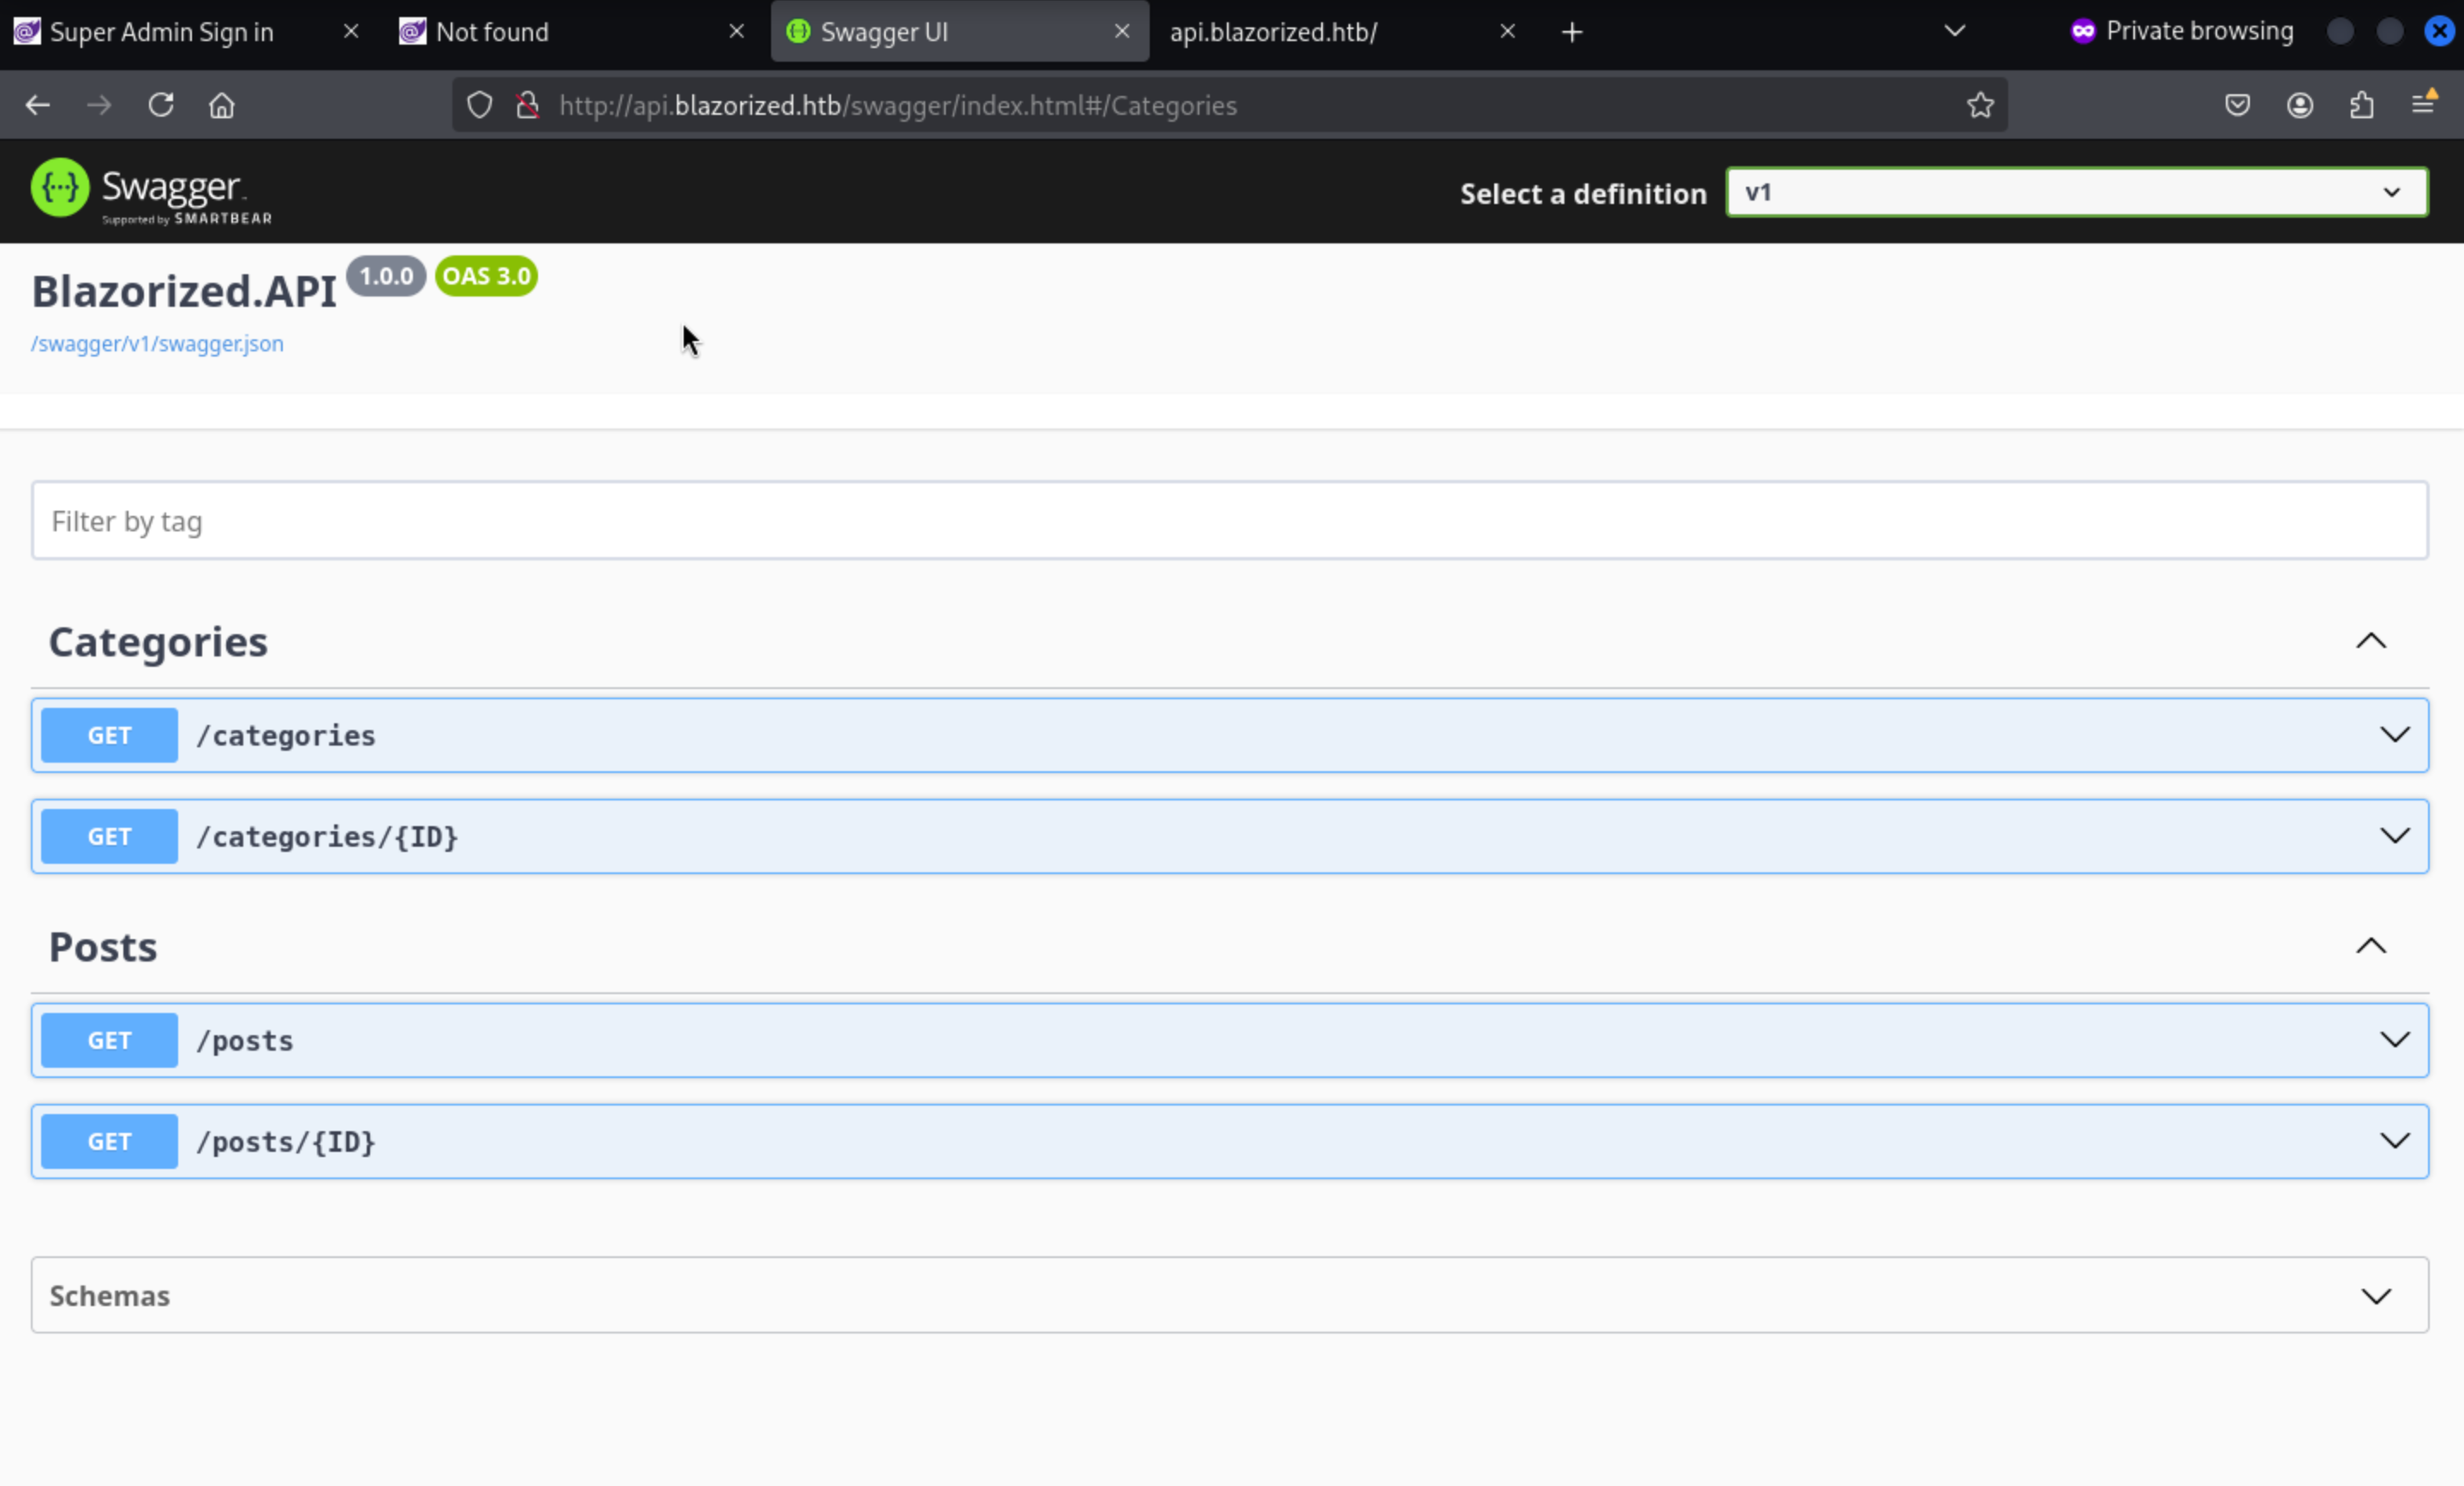 Super Admin Sign in
Not found
Swagger UI
api.blazorized.htb/
Private browsing
http://api.blazorized.htb/swagger/index.html#/Categories
Swagger
Supported by SMARTBEAR
Select a definition
v1
Blazorized.API 1.0.0 OAS 3.0
/swagger/v1/swagger.json
Filter by tag
Categories
GET /categories
GET /categories/{ID}
Posts
GET /posts
GET /posts/{ID}
Schemas